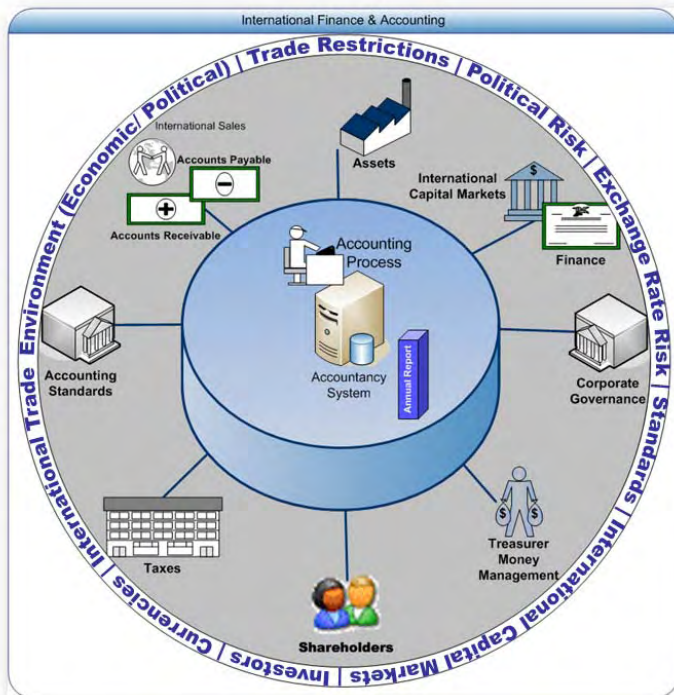 International Finance & Accounting
International Trade Environment (Economic/ Political) | Trade Restrictions | Political Risk | Exchange Rate Risk | Standards | International Capital Markets | Investors | Currencies |
International Sales
Accounts Payable
Accounts Receivable
Assets
International
Capital Markets
$
Finance
Accounting
Process
Accountancy
System
Annual Report
Accounting
Standards
Corporate
Governance
Taxes
$ $
Treasurer
Money
Management
Shareholders